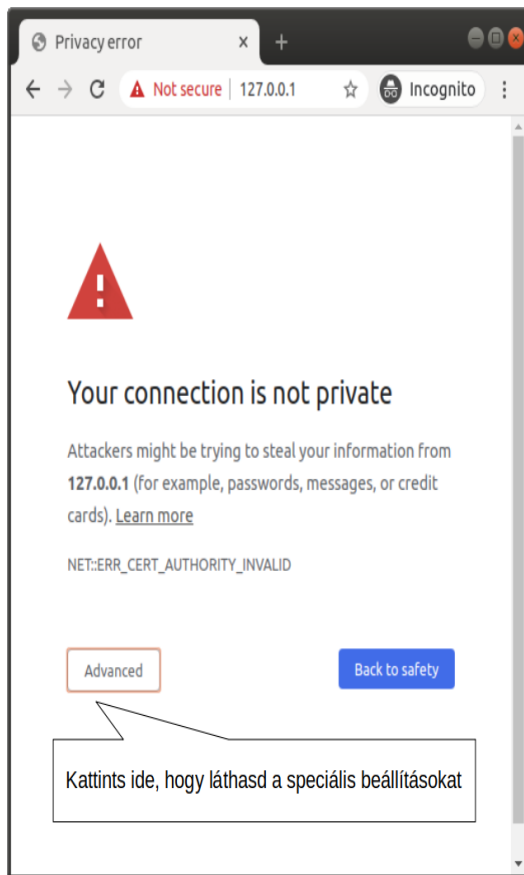 Privacy error
Not secure 127.0.0.1 Incognito
Your connection is not private
Attackers might be trying to steal your information from
127.0.0.1 (for example, passwords, messages, or credit
cards). Learn more
NET::ERR_CERT_AUTHORITY_INVALID
Advanced Back to safety
Kattints ide, hogy láthasd a speciális beállításokat